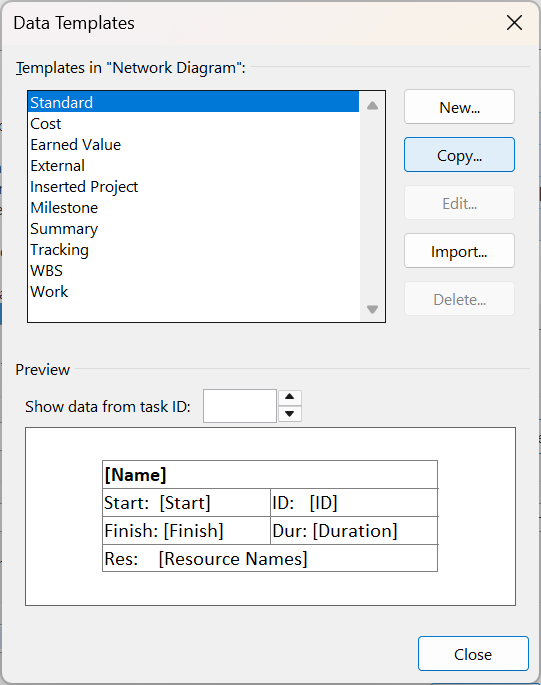 Data Templates
Templates in "Network Diagram":
Standard
Cost
Earned Value
External
Inserted Project
Milestone
Summary
Tracking
WBS
Work
New...
Copy...
Edit...
Import...
Delete...
Preview
Show data from task ID:
[Name]
Start: [Start] ID: [ID]
Finish: [Finish] Dur: [Duration]
Res: [Resource Names]
Close